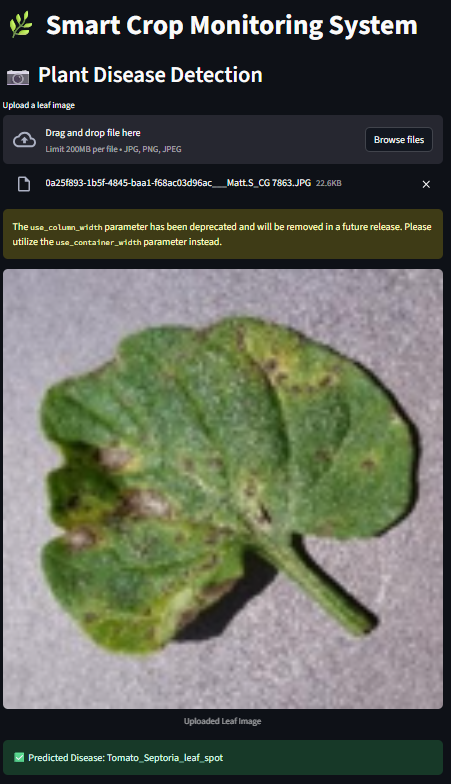 Smart Crop Monitoring System
Plant Disease Detection
Upload a leaf image
Drag and drop file here
Limit 200MB per file • JPG, PNG, JPEG
Browse files
0a25f893-1b5f-4845-baa1-f68ac03d96ac___Matt.S_CG 7863.JPG 22.6KB
The use_column_width parameter has been deprecated and will be removed in a future release. Please
utilize the use_container_width parameter instead.
Uploaded Leaf Image
Predicted Disease: Tomato_Septoria_leaf_spot